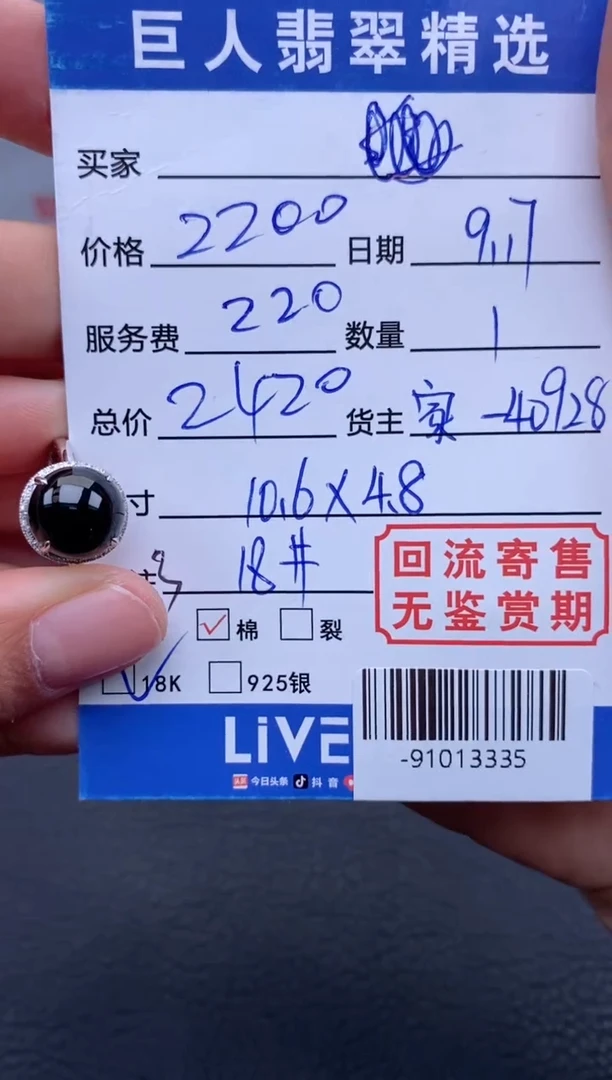 巨人翡翠精选
买家
价格 2200 日期 9.17
服务费 220 数量 1
总价 2420 货主 -40928
寸 10.6X4.8
18#
回流寄售
无鉴赏期
棉 裂
18K 925银
LiVE
-91013335
今日头条 抖音